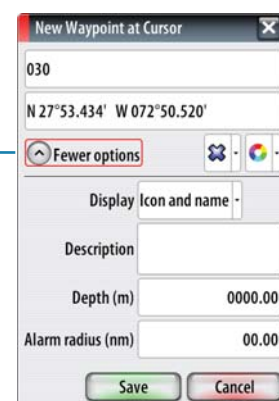 New Waypoint at Cursor
030
N 27°53.434' W 072°50.520'
Fewer options
Display Icon and name
Description
Depth (m) 0000.00
Alarm radius (nm) 00.00
Save Cancel